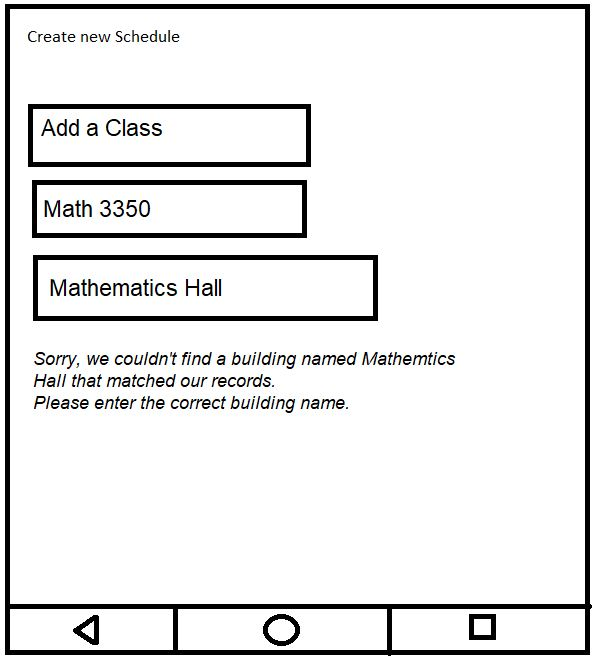 Create new Schedule
Add a Class
Math 3350
Mathematics Hall
Sorry, we couldn't find a building named Mathemtics
Hall that matched our records.
Please enter the correct building name.